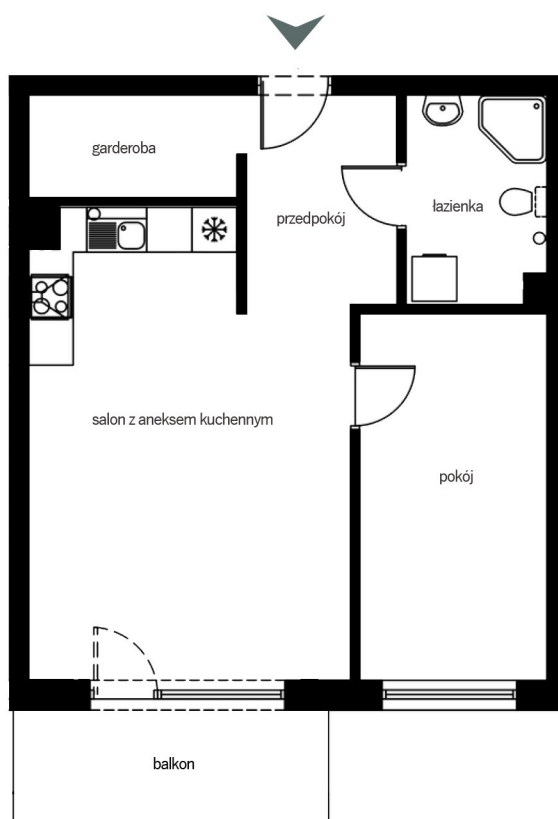 garderoba
łazienka
przedpokój
salon z aneksem kuchennym
pokój
balkon